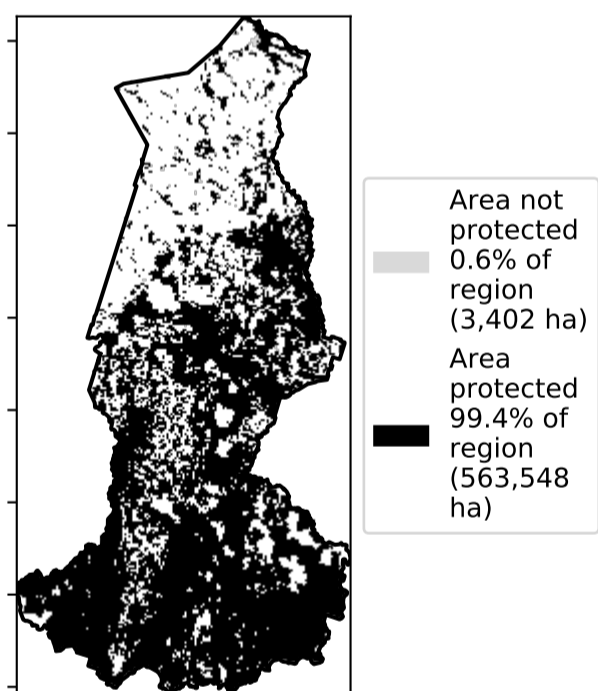 Area not
protected
0.6% of
region
(3,402 ha)
Area
protected
99.4% of
region
(563,548
ha)